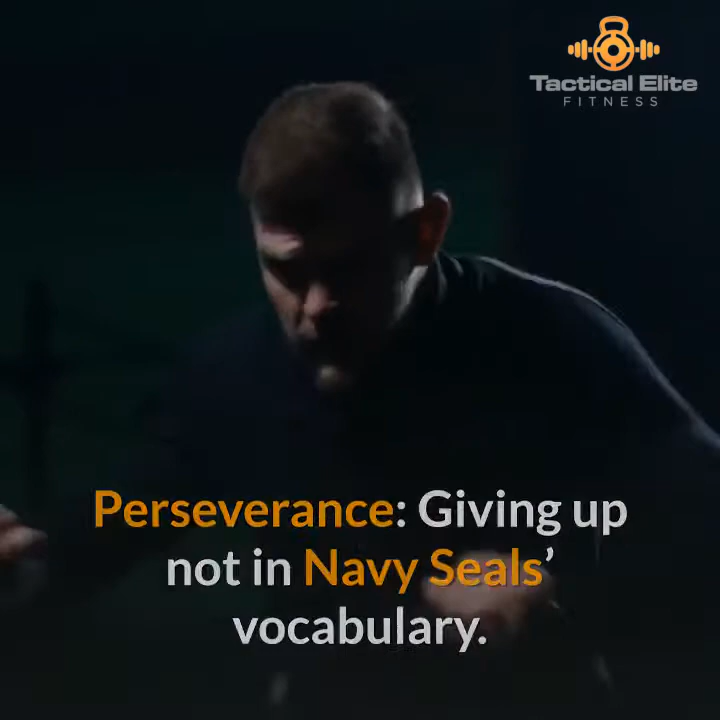 Tactical Elite
FITNESS
Perseverance: Giving up
not in Navy Seals’
vocabulary.